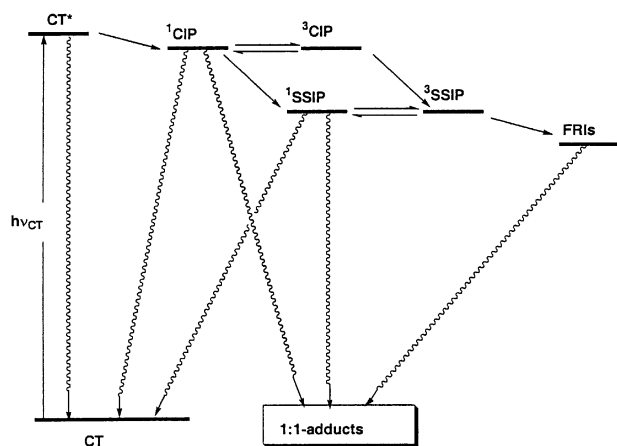 CT*
¹CIP
³CIP
¹SSIP
³SSIP
FRIs
hνCT
CT
1:1-adducts